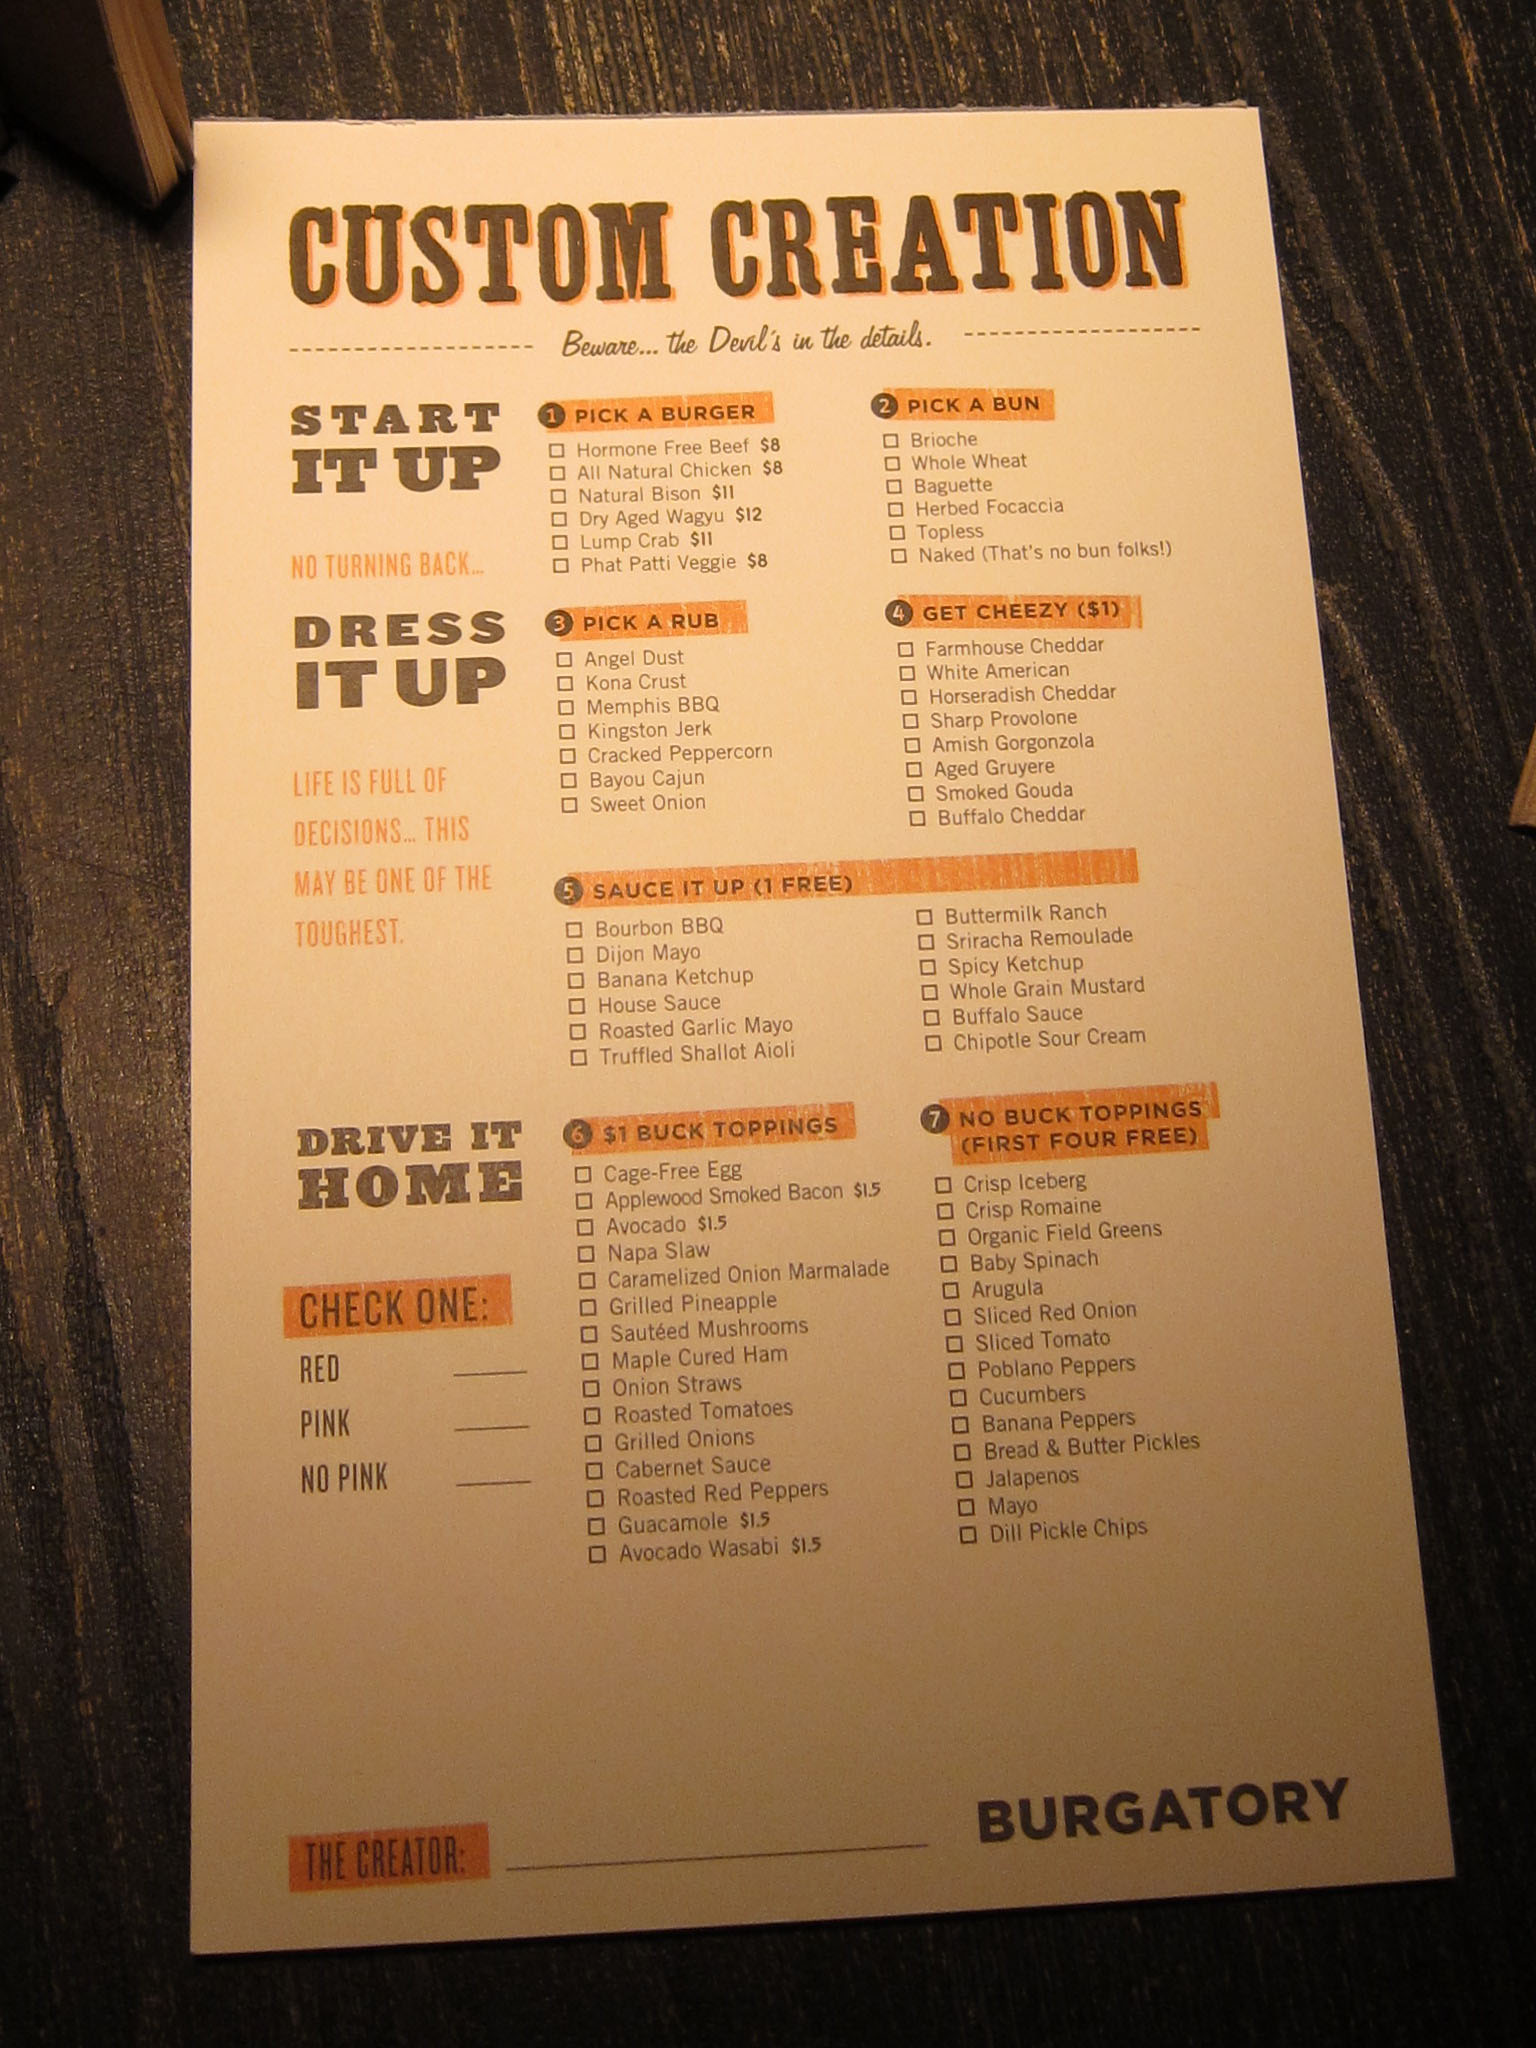 CUSTOM CREATION
Beware... the Devil's in the details.
START
IT UP
NO TURNING BACK...
1 PICK A BURGER
Hormone Free Beef $8
All Natural Chicken $8
Natural Bison $11
Dry Aged Wagyu $12
Lump Crab $11
Phat Patti Veggie $8
2 PICK A BUN
Brioche
Whole Wheat
Baguette
Herbed Focaccia
Topless
Naked (That's no bun folks!)
DRESS
IT UP
LIFE IS FULL OF
DECISIONS... THIS
MAY BE ONE OF THE
TOUGHEST.
3 PICK A RUB
Angel Dust
Kona Crust
Memphis BBQ
Kingston Jerk
Cracked Peppercorn
Bayou Cajun
Sweet Onion
4 GET CHEEZY ($1)
Farmhouse Cheddar
White American
Horseradish Cheddar
Sharp Provolone
Amish Gorgonzola
Aged Gruyere
Smoked Gouda
Buffalo Cheddar
5 SAUCE IT UP (1 FREE)
Bourbon BBQ
Dijon Mayo
Banana Ketchup
House Sauce
Roasted Garlic Mayo
Truffled Shallot Aioli
Buttermilk Ranch
Sriracha Remoulade
Spicy Ketchup
Whole Grain Mustard
Buffalo Sauce
Chipotle Sour Cream
DRIVE IT
HOME
CHECK ONE:
RED
PINK
NO PINK
6 $1 BUCK TOPPINGS
Cage-Free Egg
Applewood Smoked Bacon $1.5
Avocado $1.5
Napa Slaw
Caramelized Onion Marmalade
Grilled Pineapple
Sautéed Mushrooms
Maple Cured Ham
Onion Straws
Roasted Tomatoes
Grilled Onions
Cabernet Sauce
Roasted Red Peppers
Guacamole $1.5
Avocado Wasabi $1.5
7 NO BUCK TOPPINGS
(FIRST FOUR FREE)
Crisp Iceberg
Crisp Romaine
Organic Field Greens
Baby Spinach
Arugula
Sliced Red Onion
Sliced Tomato
Poblano Peppers
Cucumbers
Banana Peppers
Bread & Butter Pickles
Jalapenos
Mayo
Dill Pickle Chips
THE CREATOR:
BURGATORY